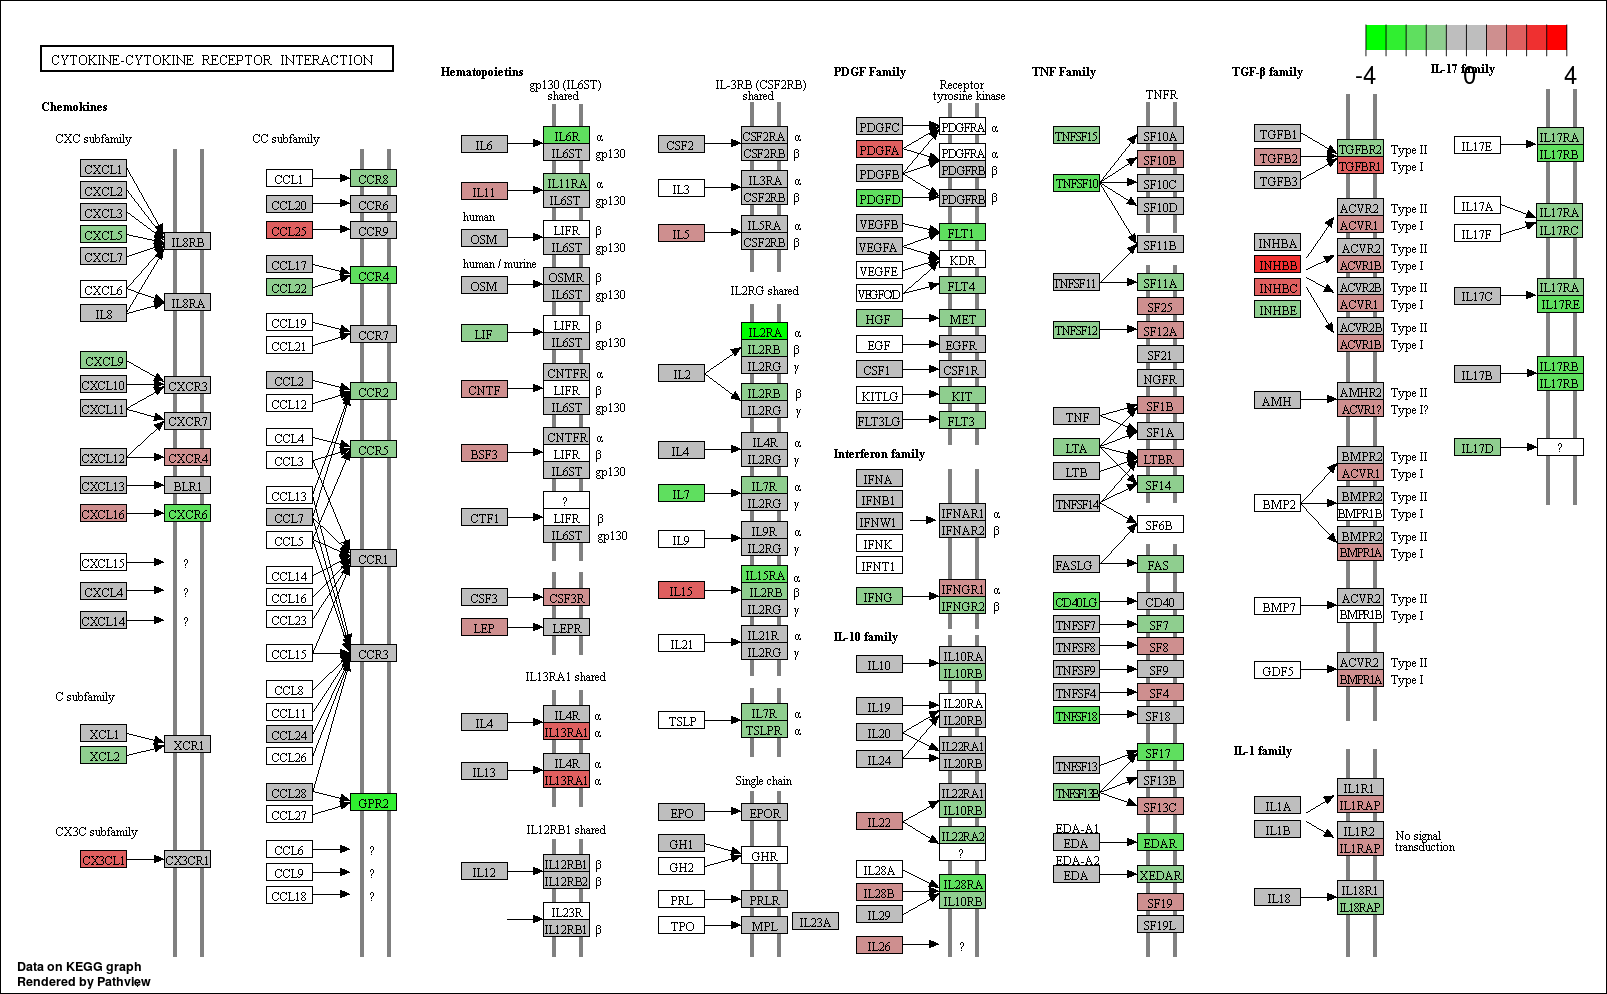 CYTOKINE-CYTOKINE RECEPTOR INTERACTION
-4 0 4
Chemokines
CXC subfamily
CXCL1
CXCL2
CXCL3
CXCL5
CXCL7
CXCL6
IL8
IL8RB
IL8RA
CXCL9
CXCL10
CXCL11
CXCR3
CXCR7
CXCL12
CXCR4
CXCL13
BLR1
CXCL16
CXCR6
CXCL15 ?
CXCL4 ?
CXCL14 ?
C subfamily
XCL1
XCL2
XCR1
CX3C subfamily
CX3CL1
CX3CR1
CC subfamily
CCL1
CCR8
CCL20
CCR6
CCL25
CCR9
CCL17
CCL22
CCR4
CCL19
CCL21
CCR7
CCL2
CCL12
CCR2
CCL4
CCL3
CCR5
CCL13
CCL7
CCL5
CCR1
CCL14
CCL16
CCL23
CCL15
CCR3
CCL8
CCL11
CCL24
CCL26
CCL28
CCL27
GPR2
CCL6 ?
CCL9 ?
CCL18 ?
Hematopoietins
gp130 (IL6ST)
shared
IL6
IL6R α
IL6ST gp130
IL11
IL11RA α
IL6ST gp130
human
OSM
LIFR β
IL6ST gp130
human / murine
OSM
OSMR β
IL6ST gp130
LIF
LIFR β
IL6ST gp130
CNTF
CNTFR α
LIFR β
IL6ST gp130
BSF3
CNTFR α
LIFR β
IL6ST gp130
CTF1
?
LIFR β
IL6ST gp130
CSF3
CSF3R
LEP
LEPR
IL13RA1 shared
IL4
IL4R α
IL13RA1 α
IL13
IL4R α
IL13RA1 α
IL12RB1 shared
IL12
IL12RB1 β
IL12RB2 β
IL23R
IL12RB1 β
IL-3RB (CSF2RB)
shared
CSF2
CSF2RA α
CSF2RB β
IL3
IL3RA α
CSF2RB β
IL5
IL5RA α
CSF2RB β
IL2RG shared
IL2
IL2RA α
IL2RB β
IL2RG γ
IL2RB β
IL2RG γ
IL4
IL4R α
IL2RG γ
IL7
IL7R α
IL2RG γ
IL9
IL9R α
IL2RG γ
IL15
IL15RA α
IL2RB β
IL2RG γ
IL21
IL21R α
IL2RG γ
TSLP
IL7R α
TSLPR α
Single chain
EPO
EPOR
GH1
GH2
GHR
PRL
PRLR
TPO
MPL
IL23A
PDGF Family
Receptor
tyrosine kinase
PDGFC
PDGFA
PDGFB
PDGFD
PDGFRA α
PDGFRA α
PDGFRB β
PDGFRB β
VEGFB
VEGFA
VEGFE
VEGFC/D
FLT1
KDR
FLT4
HGF
MET
EGF
EGFR
CSF1
CSF1R
KITLG
KIT
FLT3LG
FLT3
Interferon family
IFNA
IFNB1
IFNW1
IFNK
IFNT1
IFNAR1 α
IFNAR2 β
IFNG
IFNGR1 α
IFNGR2 β
IL-10 family
IL10
IL10RA
IL10RB
IL19
IL20
IL24
IL20RA
IL20RB
IL22RA1
IL20RB
IL22
IL22RA1
IL10RB
IL22RA2
?
IL28A
IL28B
IL29
IL28RA
IL10RB
IL26 ?
TNF Family
TNFR
TNFSF15
TNFSF10
SF10A
SF10B
SF10C
SF10D
SF11B
TNFSF11
SF11A
SF25
TNFSF12
SF12A
SF21
NGFR
TNF
SF1B
SF1A
LTA
LTB
LTBR
TNFSF14
SF14
SF6B
FASLG
FAS
CD40LG
CD40
TNFSF7
SF7
TNFSF8
SF8
TNFSF9
SF9
TNFSF4
SF4
TNFSF18
SF18
TNFSF13
SF17
SF13B
TNFSF13B
SF13C
EDA-A1
EDA
EDAR
EDA-A2
EDA
XEDAR
SF19
SF19L
TGF-β family
TGFB1
TGFB2
TGFB3
TGFBR2 Type II
TGFBR1 Type I
INHBA
INHBB
INHBC
INHBE
ACVR2 Type II
ACVR1 Type I
ACVR2 Type II
ACVR1B Type I
ACVR2B Type II
ACVR1 Type I
ACVR2B Type II
ACVR1B Type I
AMH
AMHR2 Type II
ACVR1? Type I?
BMP2
BMPR2 Type II
ACVR1 Type I
BMPR2 Type II
BMPR1B Type I
BMPR2 Type II
BMPR1A Type I
BMP7
ACVR2 Type II
BMPR1B Type I
GDF5
ACVR2 Type II
BMPR1A Type I
IL-1 family
IL1A
IL1B
IL1R1
IL1RAP
IL1R2
IL1RAP
No signal
transduction
IL18
IL18R1
IL18RAP
IL-17 family
IL17E
IL17RA
IL17RB
IL17A
IL17F
IL17RA
IL17RC
IL17C
IL17RA
IL17RE
IL17B
IL17RB
IL17RB
IL17D
?
Data on KEGG graph
Rendered by Pathview